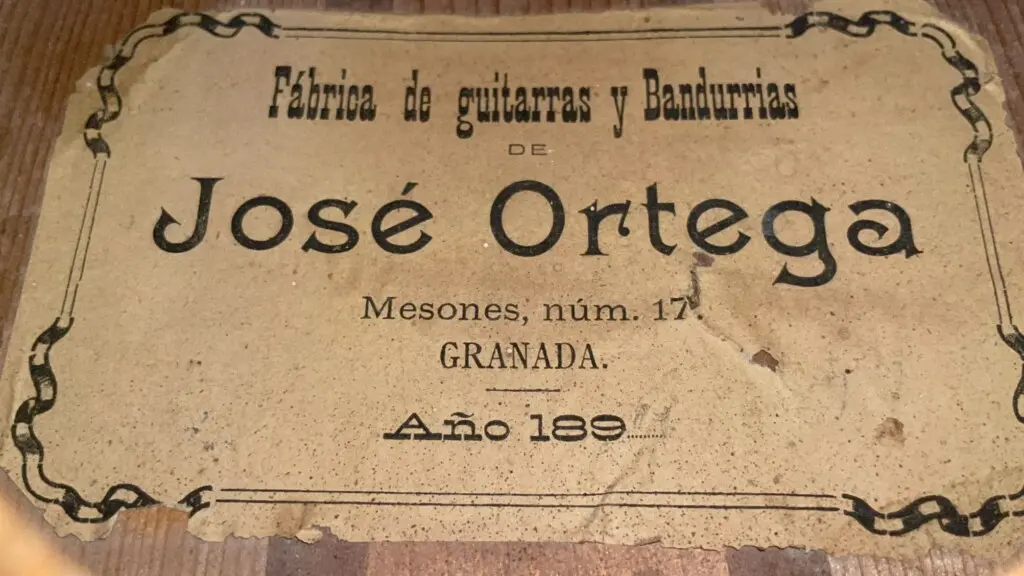 Fábrica de guitarras y Bandurrias
DE
José Ortega
Mesones, núm. 17.
GRANADA.
Año 189